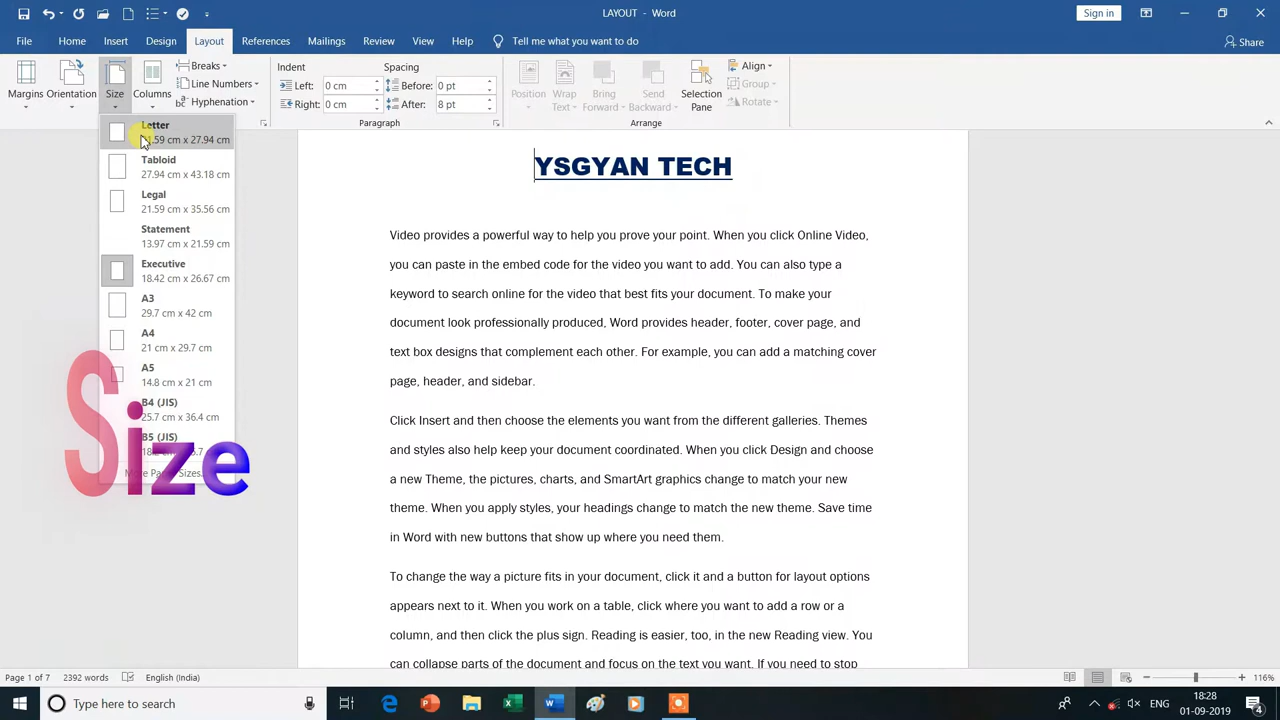 LAYOUT - Word
Sign in
File Home Insert Design Layout References Mailings Review View Help Tell me what you want to do Share
Margins Orientation Size Columns
Breaks
Line Numbers
Hyphenation
Indent
Left: 0 cm
Right: 0 cm
Spacing
Before: 0 pt
After: 8 pt
Paragraph
Position
Wrap Text
Bring Forward
Send Backward
Selection Pane
Align
Group
Rotate
Arrange
Letter
21.59 cm x 27.94 cm
Tabloid
27.94 cm x 43.18 cm
Legal
21.59 cm x 35.56 cm
Statement
13.97 cm x 21.59 cm
Executive
18.42 cm x 26.67 cm
A3
29.7 cm x 42 cm
A4
21 cm x 29.7 cm
A5
14.8 cm x 21 cm
B4 (JIS)
25.7 cm x 36.4 cm
B5 (JIS)
More Paper Sizes...
Size
YSGYAN TECH
Video provides a powerful way to help you prove your point. When you click Online Video,
you can paste in the embed code for the video you want to add. You can also type a
keyword to search online for the video that best fits your document. To make your
document look professionally produced, Word provides header, footer, cover page, and
text box designs that complement each other. For example, you can add a matching cover
page, header, and sidebar.
Click Insert and then choose the elements you want from the different galleries. Themes
and styles also help keep your document coordinated. When you click Design and choose
a new Theme, the pictures, charts, and SmartArt graphics change to match your new
theme. When you apply styles, your headings change to match the new theme. Save time
in Word with new buttons that show up where you need them.
To change the way a picture fits in your document, click it and a button for layout options
appears next to it. When you work on a table, click where you want to add a row or a
column, and then click the plus sign. Reading is easier, too, in the new Reading view. You
can collapse parts of the document and focus on the text you want. If you need to stop
Page 1 of 7 2392 words English (India) 116%
Type here to search
ENG
18:28
01-09-2019
4